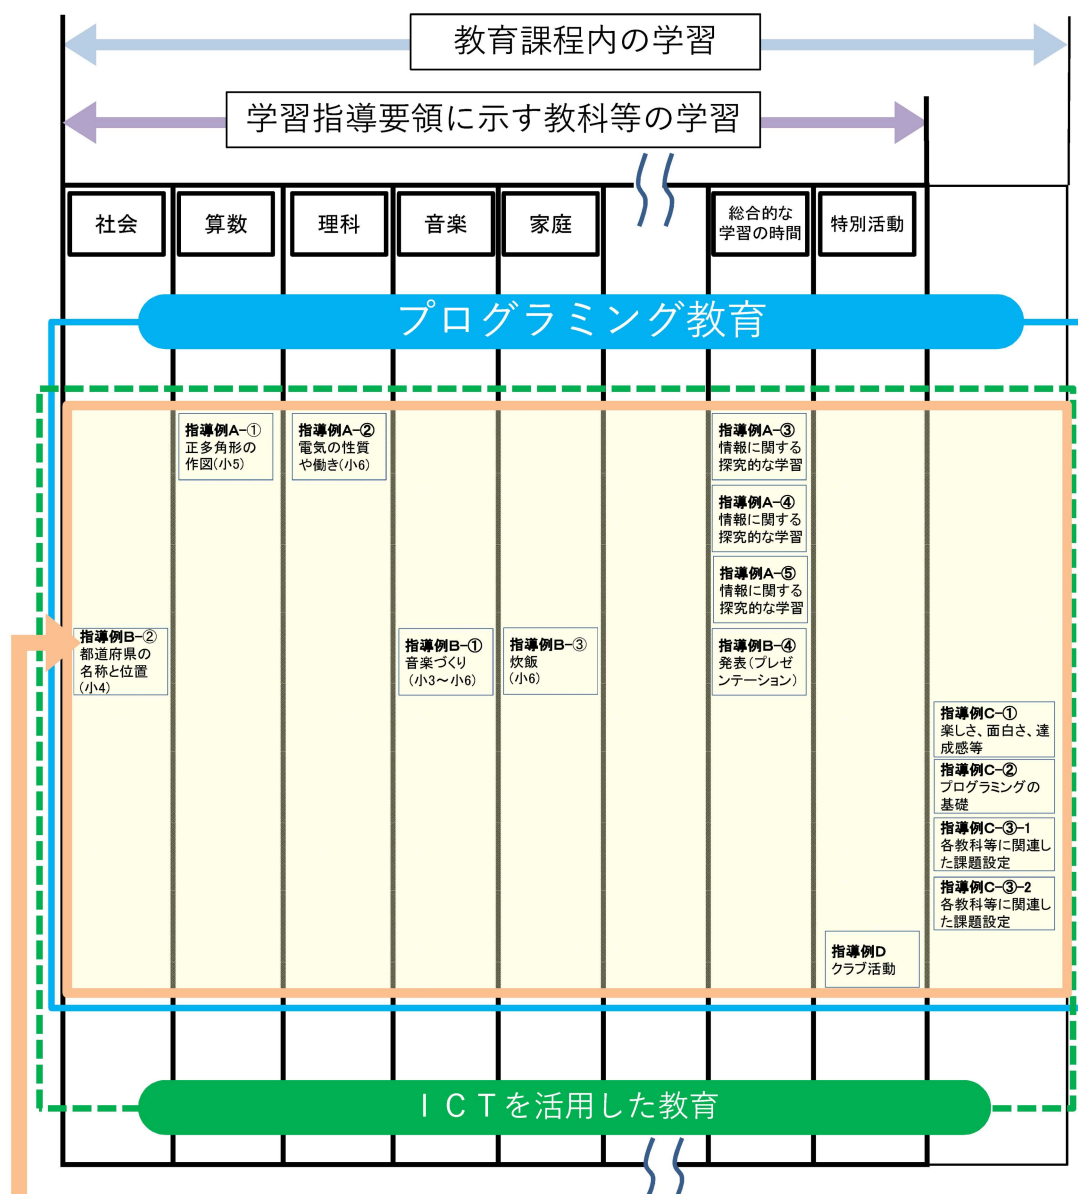 教育課程内の学習
学習指導要領に示す教科等の学習
社会
算数
理科
音楽
家庭
総合的な
学習の時間
特別活動
プログラミング教育
指導例A-①
正多角形の
作図(小5)
指導例A-②
電気の性質
や働き(小6)
指導例A-③
情報に関する
探究的な学習
指導例A-④
情報に関する
探究的な学習
指導例A-⑤
情報に関する
探究的な学習
指導例B-②
都道府県の
名称と位置
(小4)
指導例B-①
音楽づくり
(小3～小6)
指導例B-③
炊飯
(小6)
指導例B-④
発表(プレゼ
ンテーション)
指導例C-①
楽しさ、面白さ、達
成感等
指導例C-②
プログラミングの
基礎
指導例C-③-1
各教科等に関連し
た課題設定
指導例C-③-2
各教科等に関連し
た課題設定
指導例D
クラブ活動
ＩＣＴを活用した教育